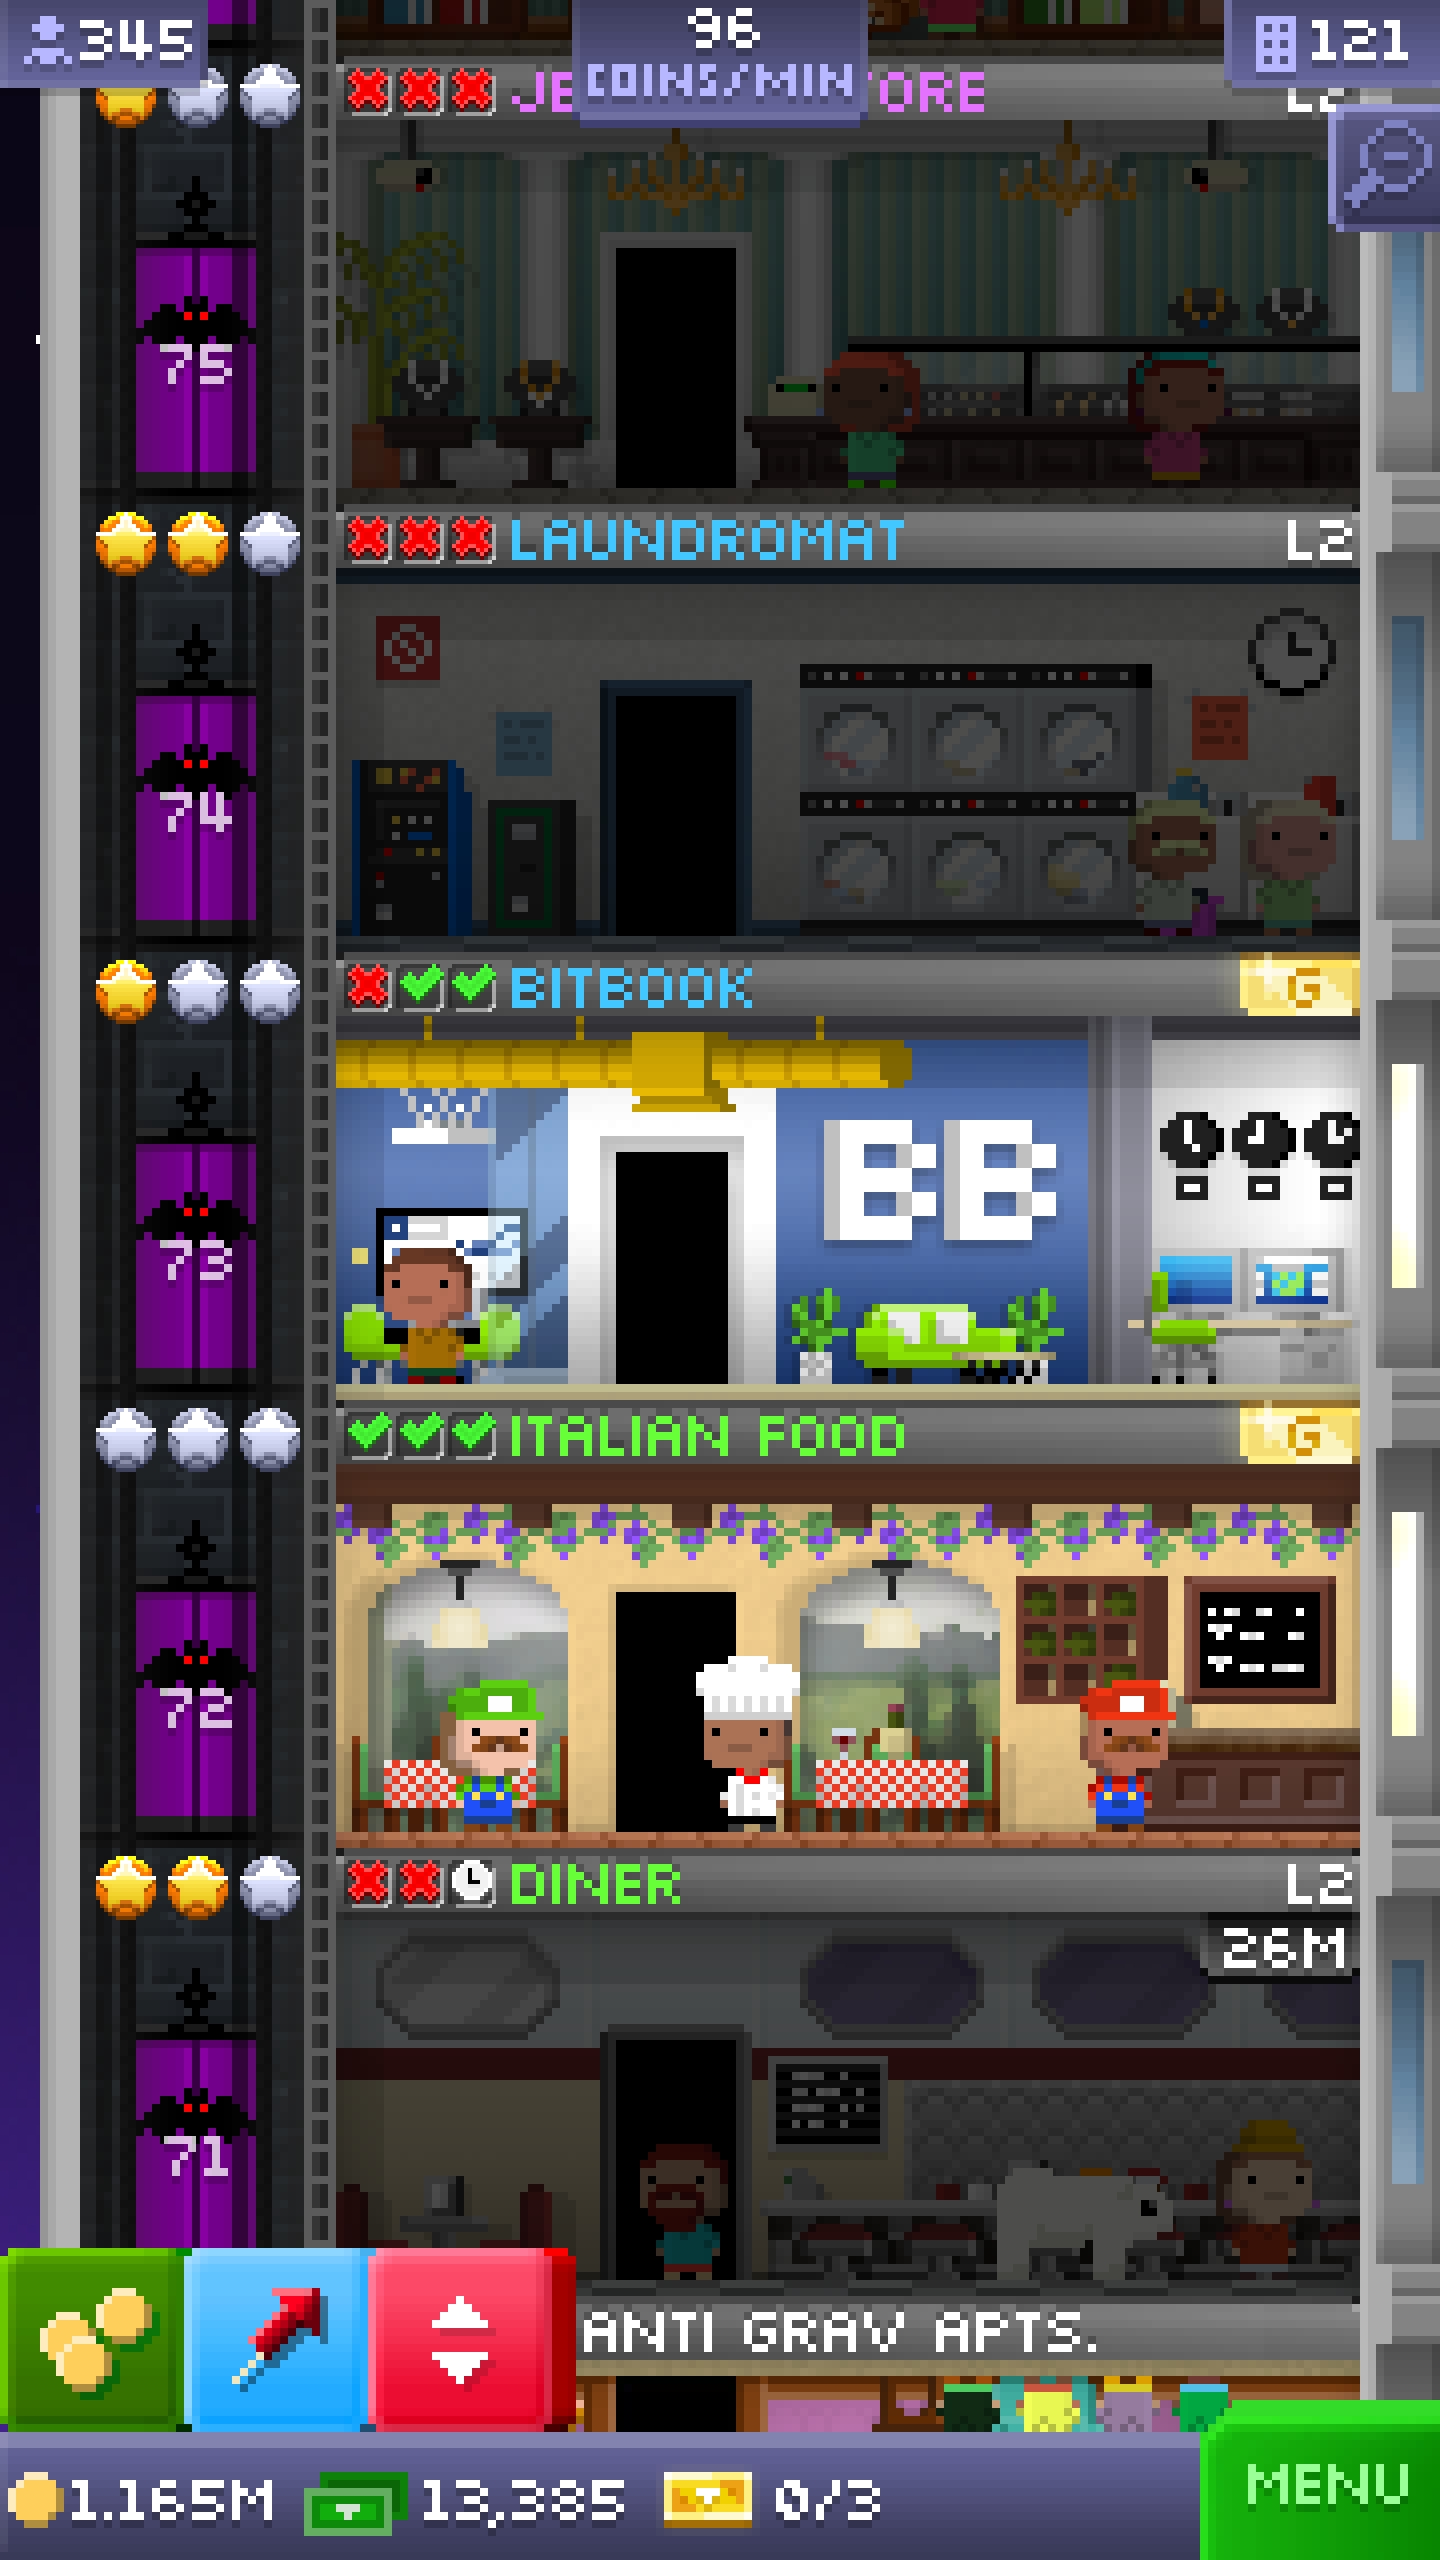 345
96
COINS/MIN
121
JE
ORE
75
LAUNDROMAT
L2
74
BITBOOK
G
BB
73
ITALIAN FOOD
G
72
DINER
L2
26M
71
ANTI GRAV APTS.
1.165M
13,385
0/3
MENU